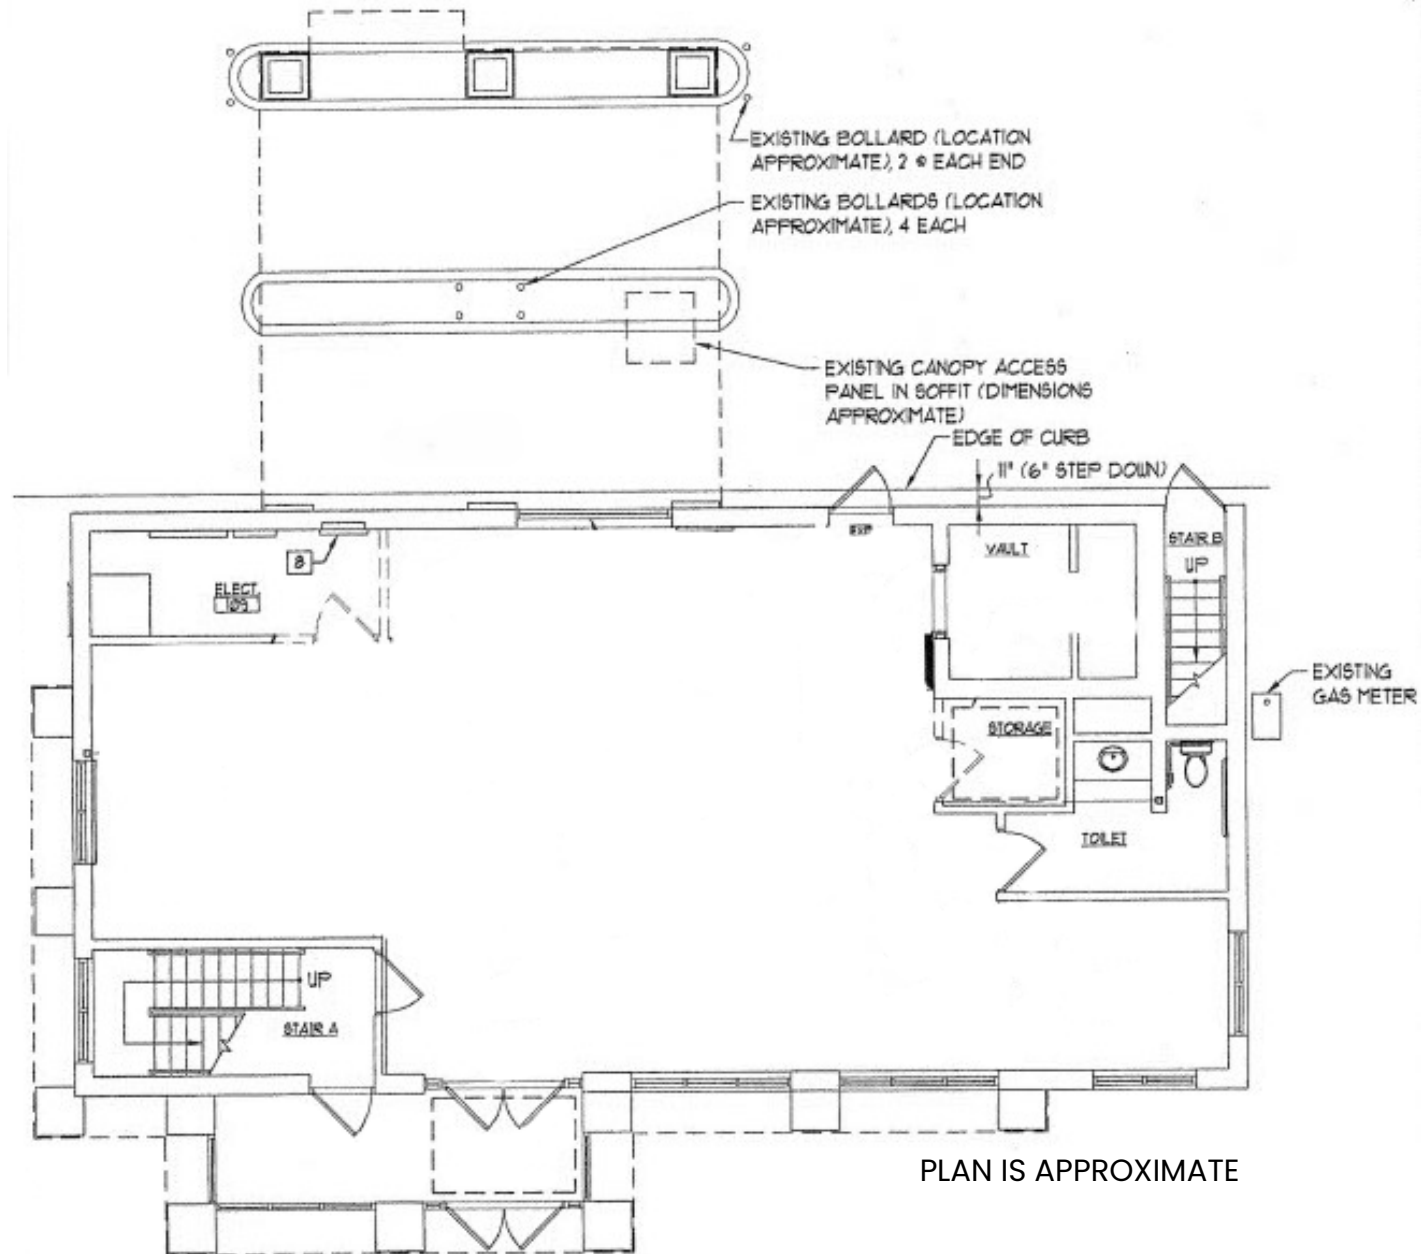 EXISTING BOLLARD (LOCATION
APPROXIMATE), 2 @ EACH END
EXISTING BOLLARDS (LOCATION
APPROXIMATE), 4 EACH
EXISTING CANOPY ACCESS
PANEL IN SOFFIT (DIMENSIONS
APPROXIMATE)
EDGE OF CURB
11" (6" STEP DOWN)
STAIR B
UP
VAULT
8
ELECT.
109
EXISTING
GAS METER
STORAGE
TOILET
UP
STAIR A
PLAN IS APPROXIMATE